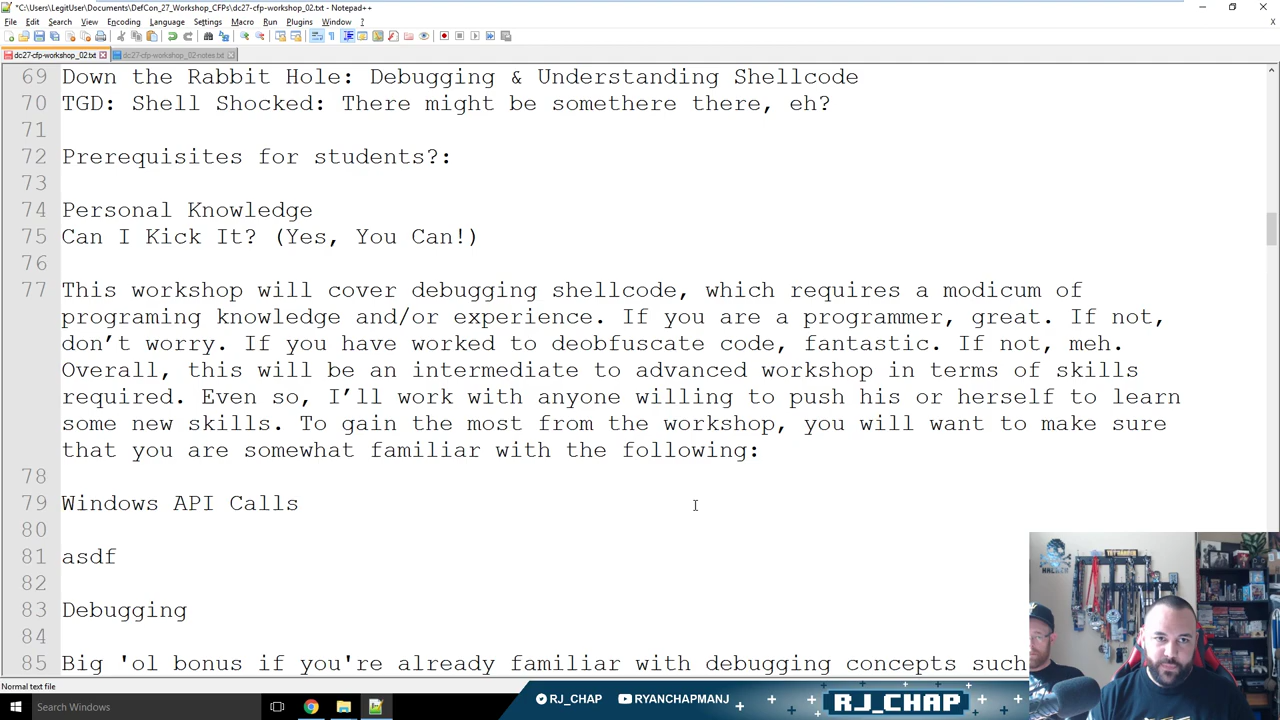 *C:\Users\LegitUser\Documents\DefCon_27_Workshop_CFPs\dc27-cfp-workshop_02.txt - Notepad++
File Edit Search View Encoding Language Settings Macro Run Plugins Window ?
dc27-cfp-workshop_02.txt dc27-cfp-workshop_02notes.txt
69 Down the Rabbit Hole: Debugging & Understanding Shellcode
70 TGD: Shell Shocked: There might be somethere there, eh?
71
72 Prerequisites for students?:
73
74 Personal Knowledge
75 Can I Kick It? (Yes, You Can!)
76
77 This workshop will cover debugging shellcode, which requires a modicum of
programing knowledge and/or experience. If you are a programmer, great. If not,
don’t worry. If you have worked to deobfuscate code, fantastic. If not, meh.
Overall, this will be an intermediate to advanced workshop in terms of skills
required. Even so, I’ll work with anyone willing to push his or herself to learn
some new skills. To gain the most from the workshop, you will want to make sure
that you are somewhat familiar with the following:
78
79 Windows API Calls
80
81 asdf
82
83 Debugging
84
85 Big 'ol bonus if you're already familiar with debugging concepts such
Normal text file
Search Windows
RJ_CHAP RYANCHAPMANJ RJ_CHAP